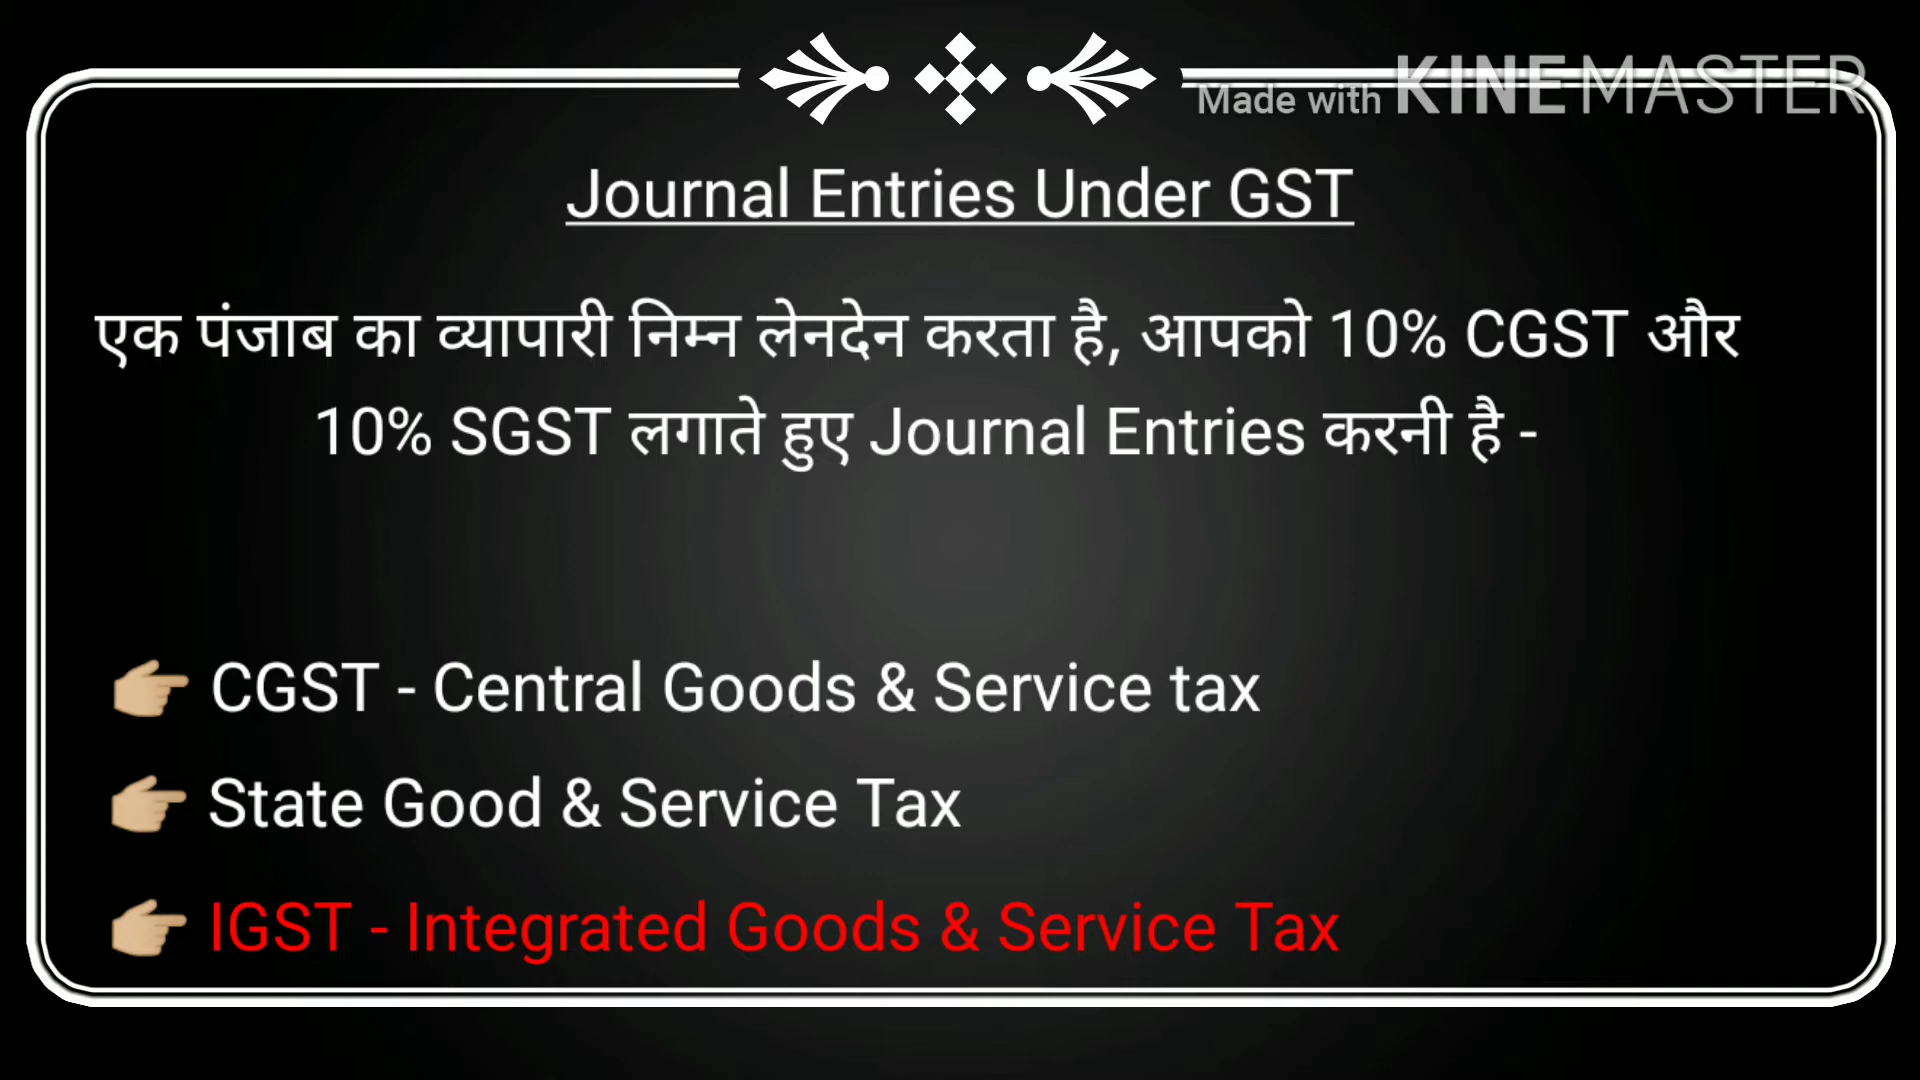 Made with KINEMASTER
Journal Entries Under GST
एक पंजाब का व्यापारी निम्न लेनदेन करता है, आपको 10% CGST और
10% SGST लगाते हुए Journal Entries करनी है -
👉🏼 CGST - Central Goods & Service tax
👉🏼 State Good & Service Tax
👉🏼 IGST - Integrated Goods & Service Tax